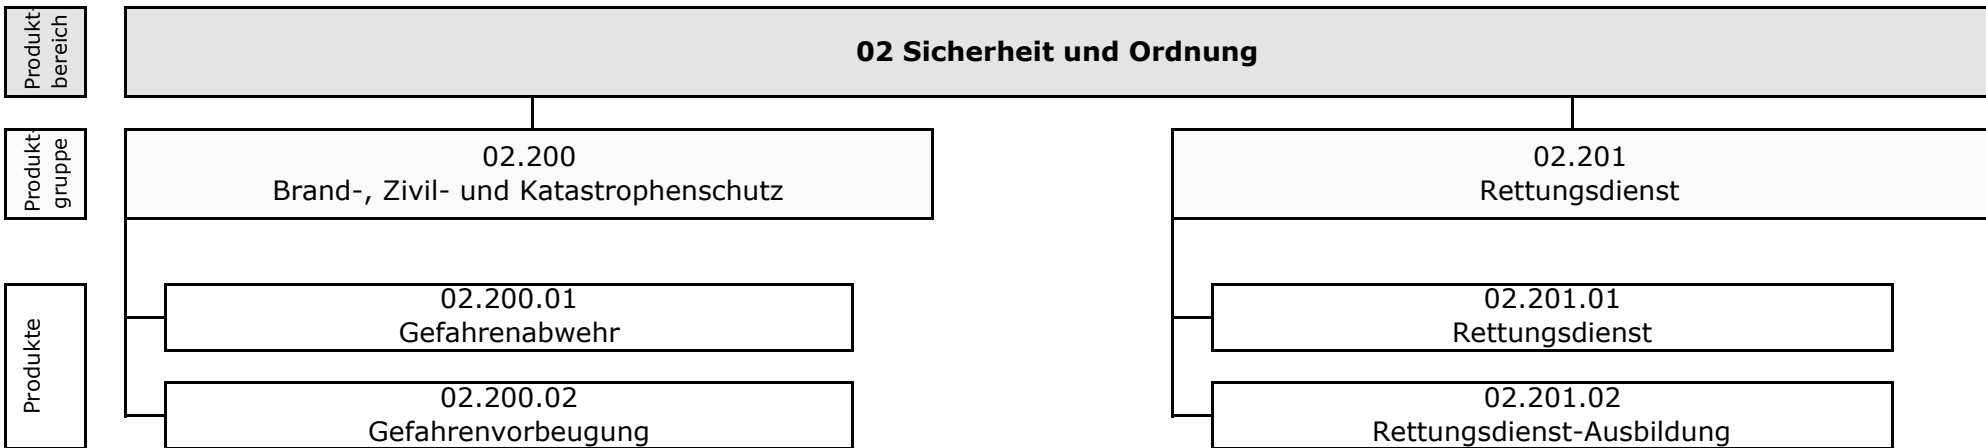 Produkt-
bereich
02 Sicherheit und Ordnung
Produkt-
gruppe
02.200
Brand-, Zivil- und Katastrophenschutz
02.201
Rettungsdienst
Produkte
02.200.01
Gefahrenabwehr
02.201.01
Rettungsdienst
02.200.02
Gefahrenvorbeugung
02.201.02
Rettungsdienst-Ausbildung